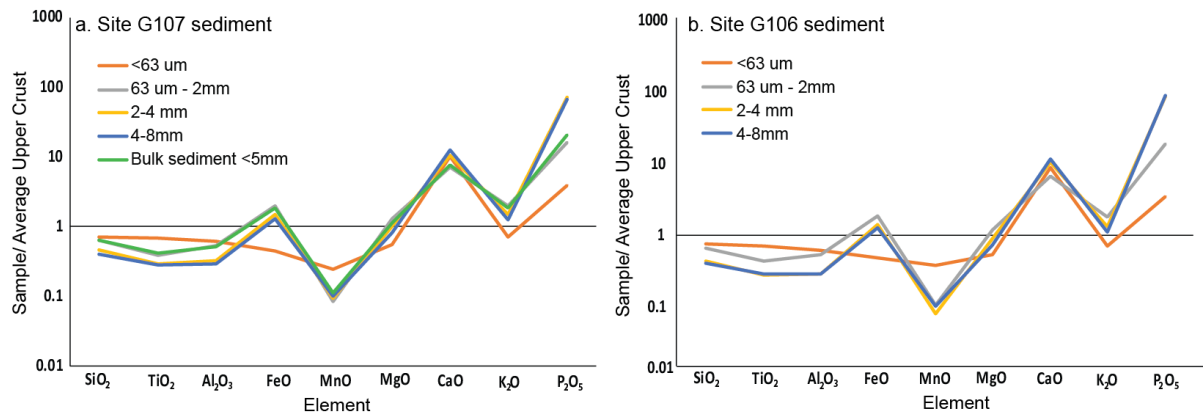 a. Site G107 sediment
<63 um
63 um - 2mm
2-4 mm
4-8mm
Bulk sediment <5mm
Sample/ Average Upper Crust
1000
100
10
1
0.1
0.01
SiO₂ TiO₂ Al₂O₃ FeO MnO MgO CaO K₂O P₂O₅
Element
b. Site G106 sediment
<63 um
63 um - 2mm
2-4 mm
4-8mm
Sample/ Average Upper Crust
1000
100
10
1
0.1
0.01
SiO₂ TiO₂ Al₂O₃ FeO MnO MgO CaO K₂O P₂O₅
Element